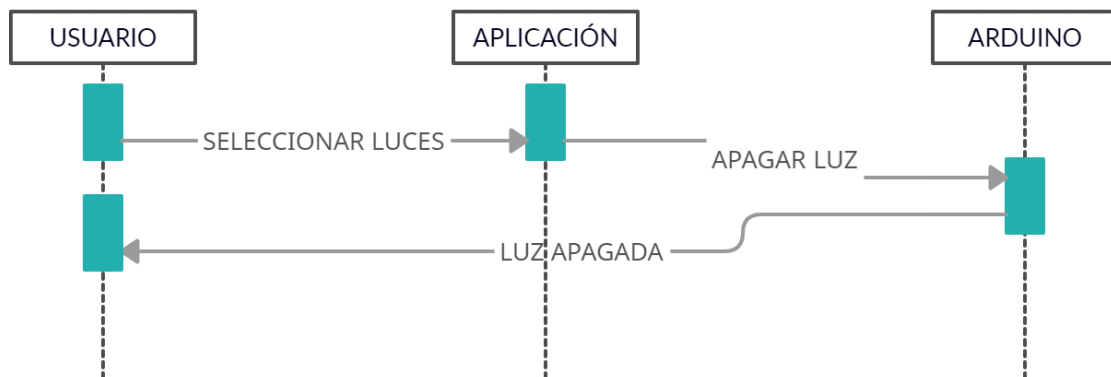 USUARIO
APLICACIÓN
ARDUINO
SELECCIONAR LUCES
APAGAR LUZ
LUZ APAGADA